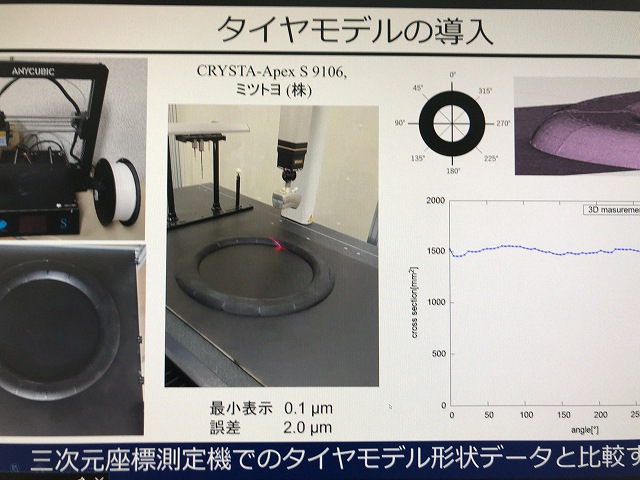 タイヤモデルの導入
ANYCUBIC
CRYSTA-Apex S 9106,
ミツトヨ (株)
0°
45°
315°
90°
270°
135°
225°
180°
3D masuremen
2000
1500
1000
500
0
cross section[mm²]
0
50
100
150
200
25
angle[°]
最小表示 0.1 μm
誤差 2.0 μm
三次元座標測定機でのタイヤモデル形状データと比較す